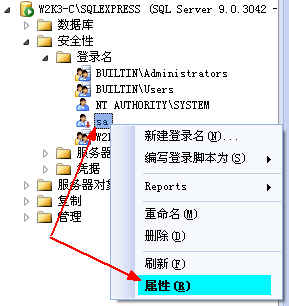 W2K3-C\SQLEXPRESS (SQL Server 9.0.3042 -
数据库
安全性
登录名
BUILTIN\Administrators
BUILTIN\Users
NT AUTHORITY\SYSTEM
sa
W2K
服务器
凭据
服务器对象
复制
管理
新建登录名(N)...
编写登录脚本为(S)
Reports
重命名(M)
删除(D)
刷新(F)
属性(R)